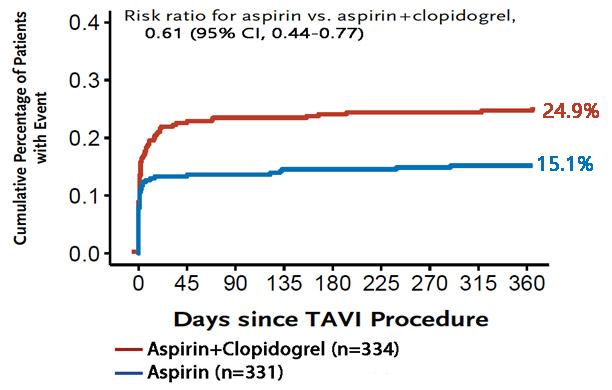 Risk ratio for aspirin vs. aspirin+clopidogrel,
0.61 (95% CI, 0.44-0.77)
Cumulative Percentage of Patients
with Event
0.4
0.3
0.2
0.1
0.0
24.9%
15.1%
0 45 90 135 180 225 270 315 360
Days since TAVI Procedure
Aspirin+Clopidogrel (n=334)
Aspirin (n=331)